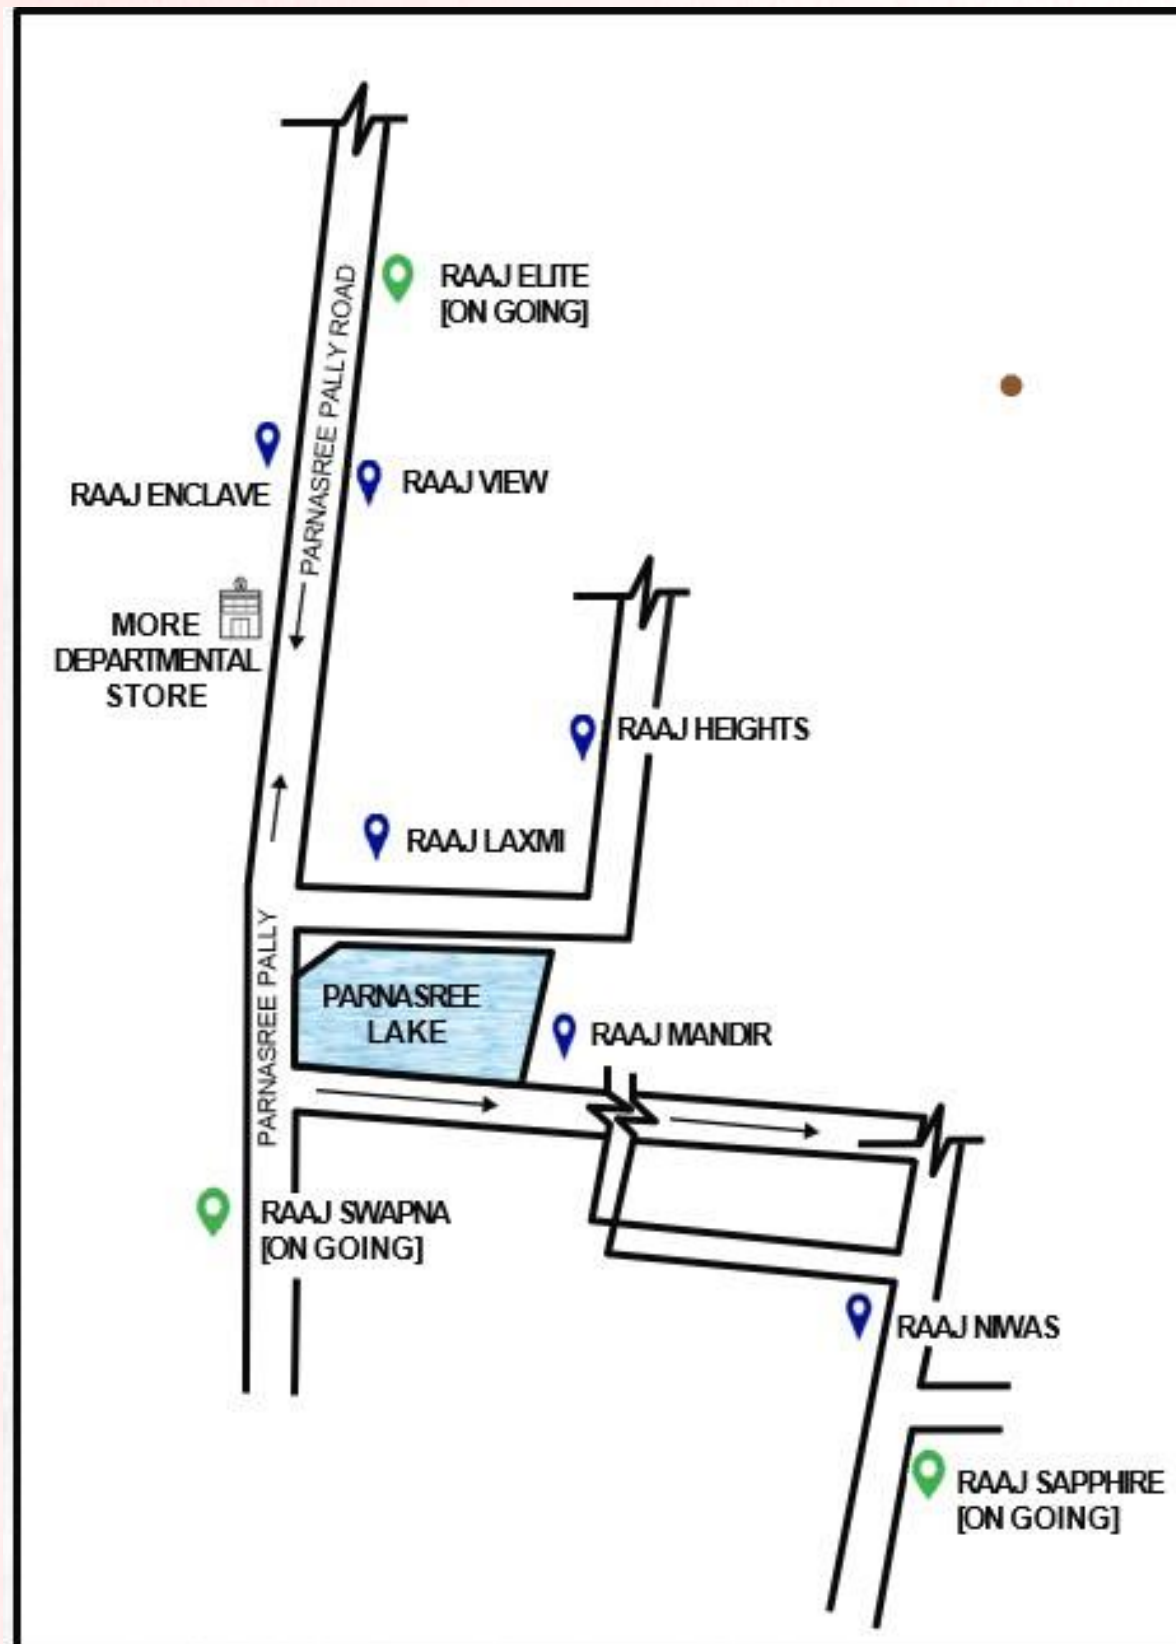 RAAJ ELITE
[ON GOING]
PARNASREE PALLY ROAD
RAAJ ENCLAVE
RAAJ VIEW
MORE
DEPARTMENTAL
STORE
RAAJ HEIGHTS
RAAJ LAXMI
PARNASREE PALLY
PARNASREE
LAKE
RAAJ MANDIR
RAAJ SWAPNA
[ON GOING]
RAAJ NIWAS
RAAJ SAPPHIRE
[ON GOING]